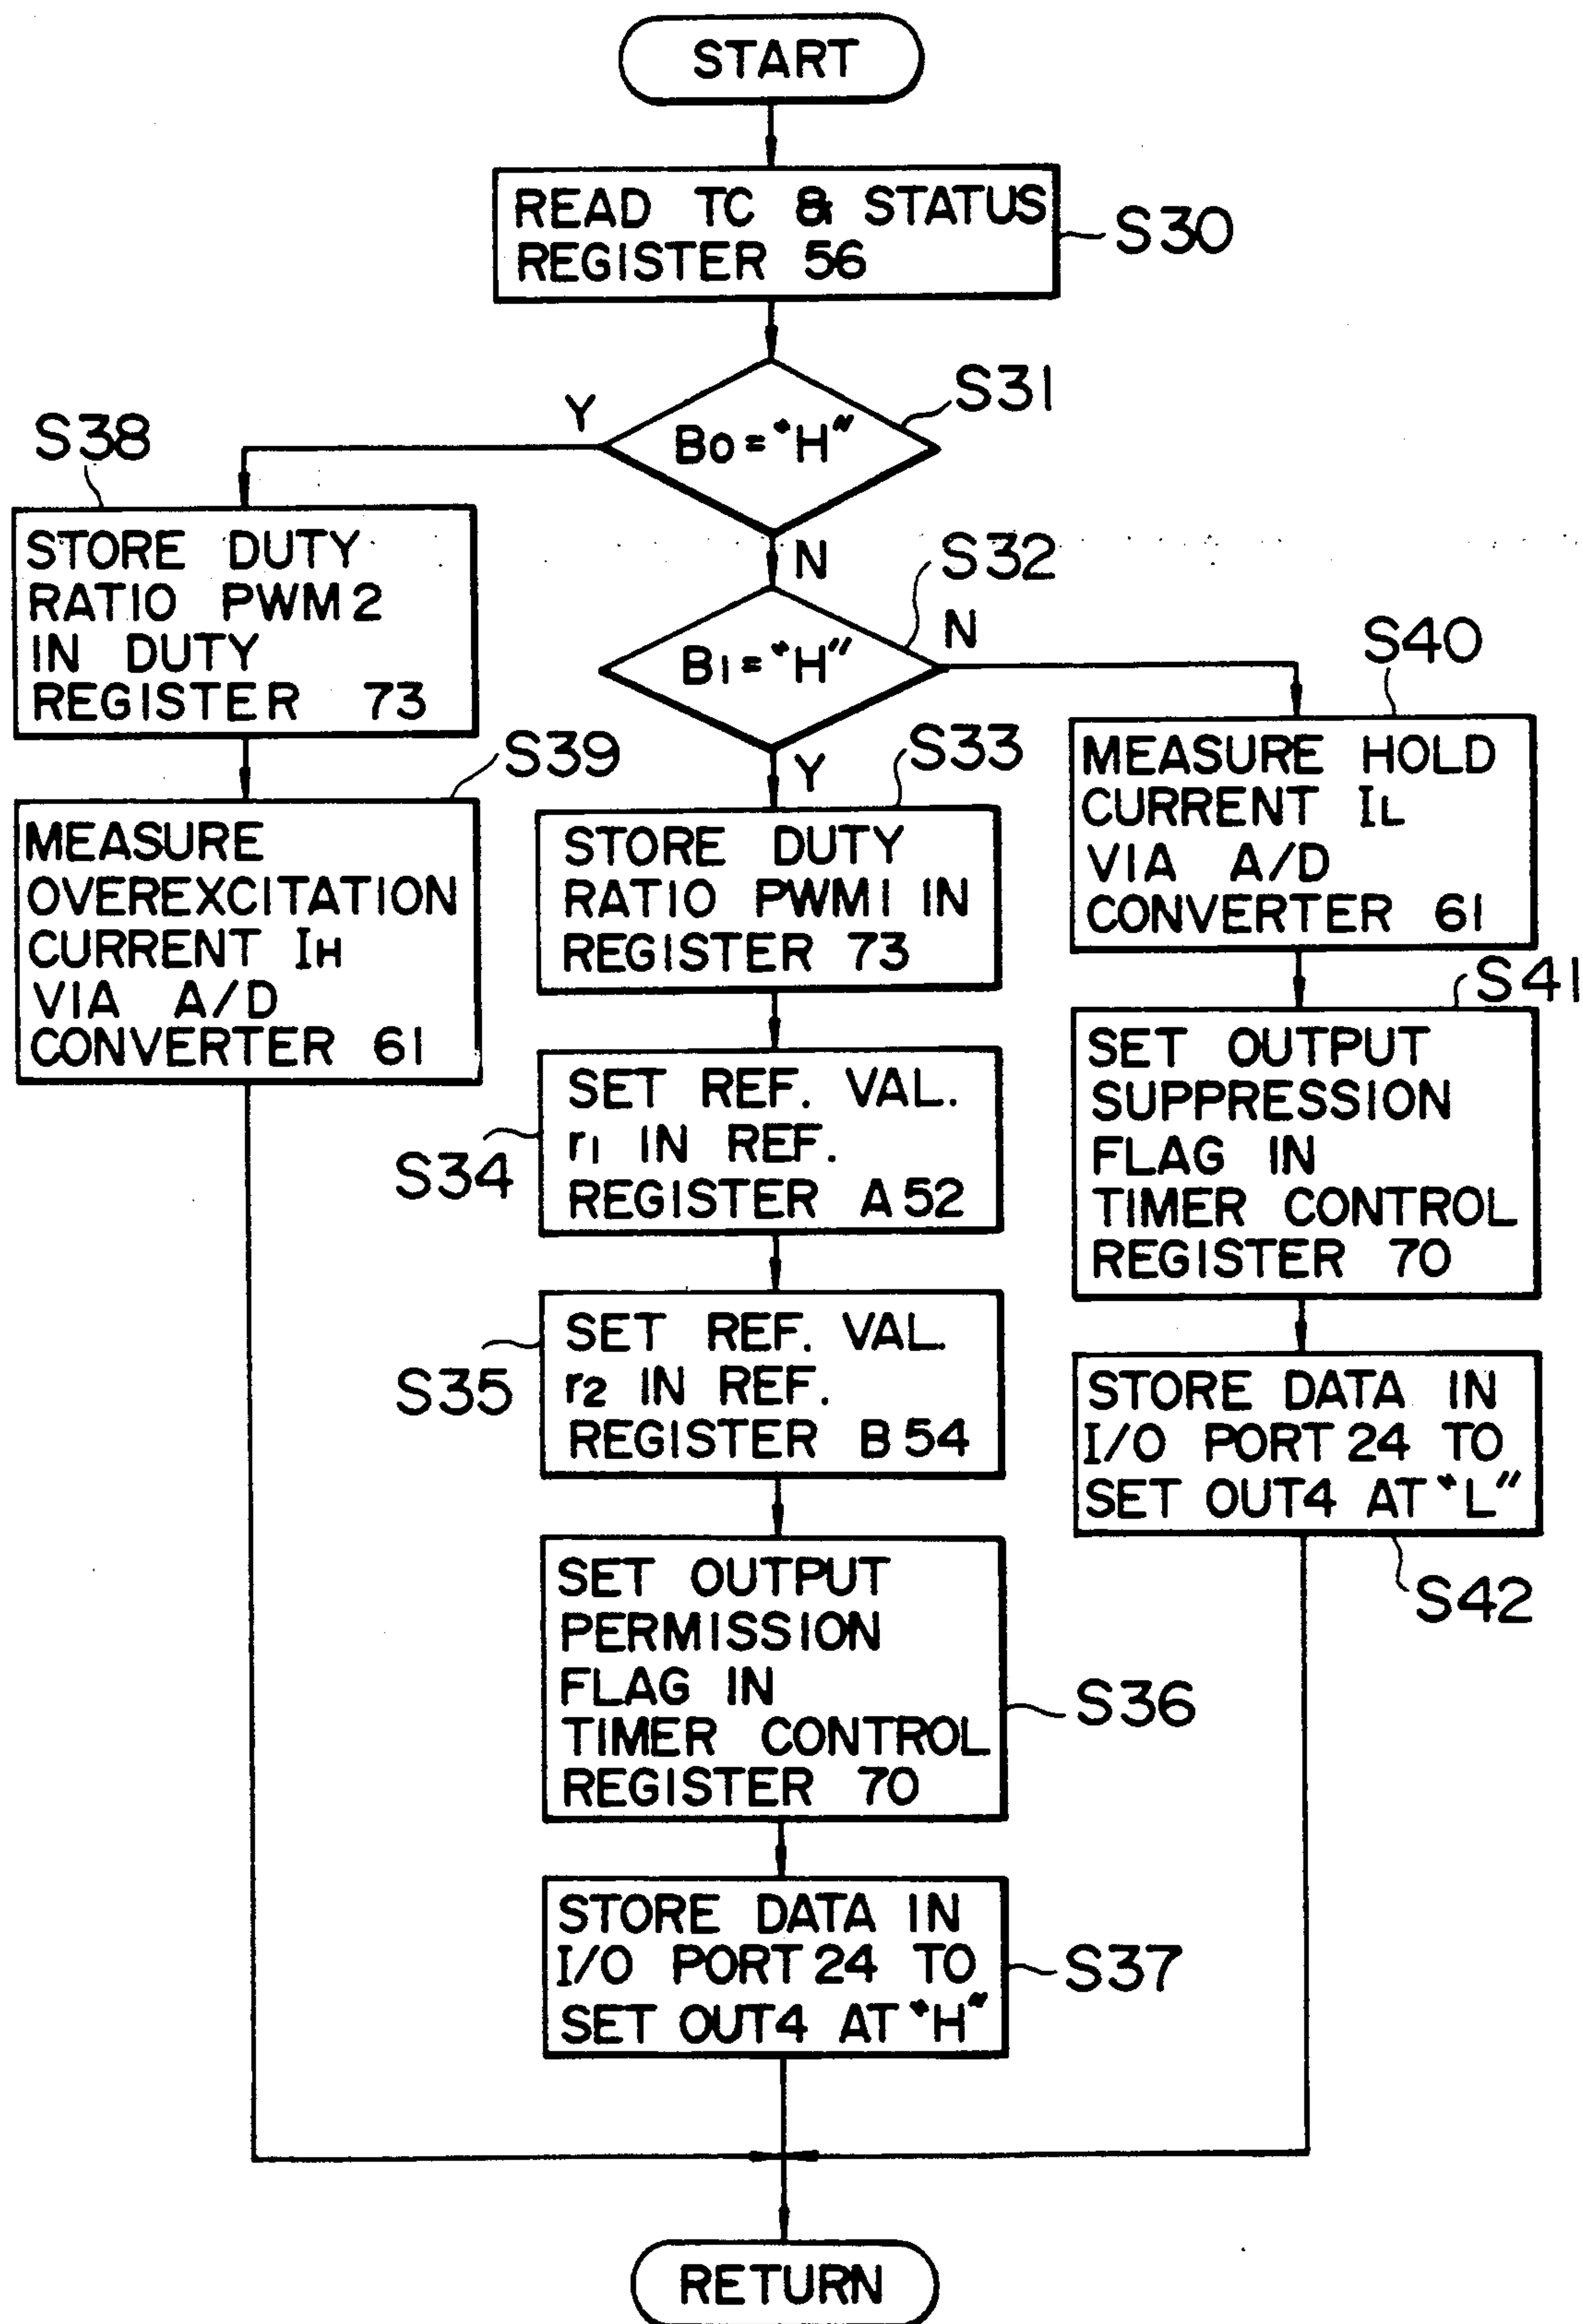 START
READ TC & STATUS
REGISTER 56
S30
B0="H"
S31
Y
N
S38
STORE DUTY
RATIO PWM2
IN DUTY
REGISTER 73
S39
MEASURE
OVEREXCITATION
CURRENT IH
VIA A/D
CONVERTER 61
B1="H"
S32
N
Y
S33
STORE DUTY
RATIO PWM1 IN
REGISTER 73
S34
SET REF. VAL.
r1 IN REF.
REGISTER A52
S35
SET REF. VAL.
r2 IN REF.
REGISTER B54
SET OUTPUT
PERMISSION
FLAG IN
TIMER CONTROL
REGISTER 70
S36
STORE DATA IN
I/O PORT 24 TO
SET OUT4 AT "H"
S37
S40
MEASURE HOLD
CURRENT IL
VIA A/D
CONVERTER 61
S41
SET OUTPUT
SUPPRESSION
FLAG IN
TIMER CONTROL
REGISTER 70
STORE DATA IN
I/O PORT 24 TO
SET OUT4 AT "L"
S42
RETURN